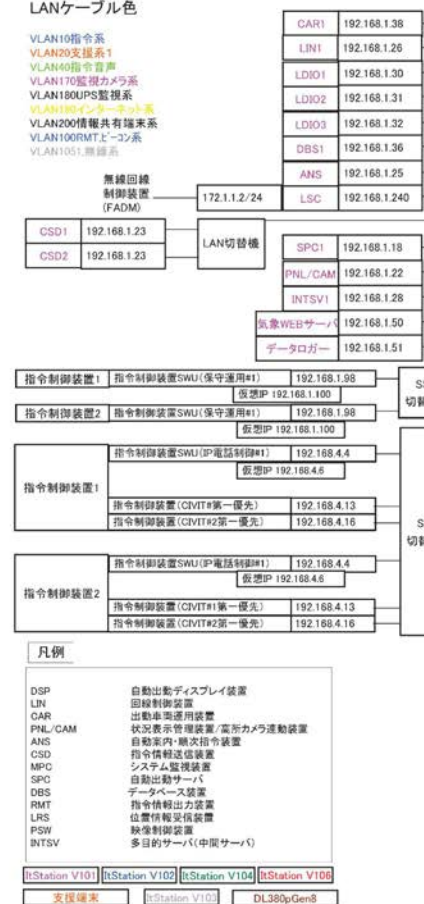 LANケーブル色
VLAN10指令系
VLAN20支援系1
VLAN40指令音声
VLAN170監視カメラ系
VLAN180UPS監視系
VLAN190インターネット系
VLAN200情報共有端末系
VLAN100RMT,ビーコン系
VLAN1051,無線系
CAR1 192.168.1.38
LIN1 192.168.1.26
LDIO1 192.168.1.30
LDIO2 192.168.1.31
LDIO3 192.168.1.32
DBS1 192.168.1.36
ANS 192.168.1.25
LSC 192.168.1.240
無線回線
制御装置
(FADM)
172.1.1.2/24
CSD1 192.168.1.23
CSD2 192.168.1.23
LAN切替機
SPC1 192.168.1.18
PNL/CAM 192.168.1.22
INTSV1 192.168.1.28
気象WEBサーバ 192.168.1.50
データロガー 192.168.1.51
指令制御装置1 指令制御装置SWU(保守運用#1) 192.168.1.98
仮想IP 192.168.1.100
指令制御装置2 指令制御装置SWU(保守運用#1) 192.168.1.98
仮想IP 192.168.1.100
指令制御装置1
指令制御装置SWU(IP電話制御#1) 192.168.4.4
仮想IP 192.168.4.6
指令制御装置(CIVIT#第一優先) 192.168.4.13
指令制御装置(CIVIT#2第一優先) 192.168.4.16
指令制御装置2
指令制御装置SWU(IP電話制御#1) 192.168.4.4
仮想IP 192.168.4.6
指令制御装置(CIVIT#1第一優先) 192.168.4.13
指令制御装置(CIVIT#2第一優先) 192.168.4.16
凡例
DSP 自動出動ディスプレイ装置
LIN 回線制御装置
CAR 出動車両運用装置
PNL/CAM 状況表示管理装置/高所カメラ連動装置
ANS 自動案内・順次指令装置
CSD 指令情報送信装置
MPC システム監視装置
SPC 自動出動サーバ
DBS データベース装置
RMT 指令情報出力装置
LRS 位置情報受信装置
PSW 映像制御装置
INTSV 多目的サーバ(中間サーバ)
ItStation V101 ItStation V102 ItStation V104 ItStation V106
支援端末 ItStation V103 DL380pGen8